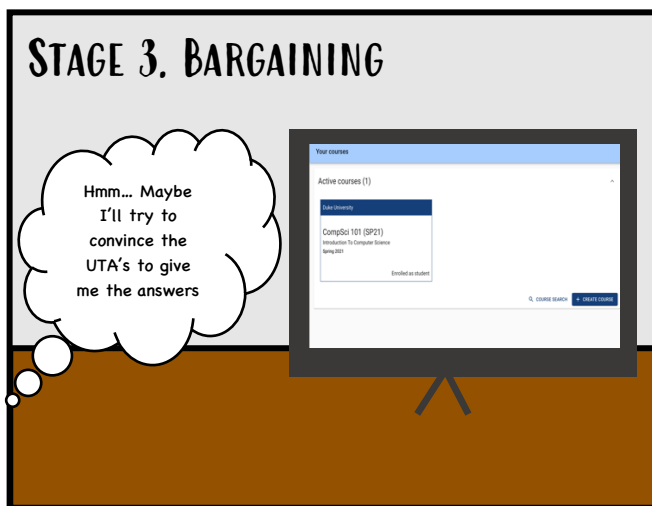 STAGE 3. BARGAINING
Hmm... Maybe
I'll try to
convince the
UTA's to give
me the answers
Your courses
Active courses (1)
Duke University
CompSci 101 (SP21)
Introduction To Computer Science
Spring 2021
Enrolled as student
COURSE SEARCH + CREATE COURSE